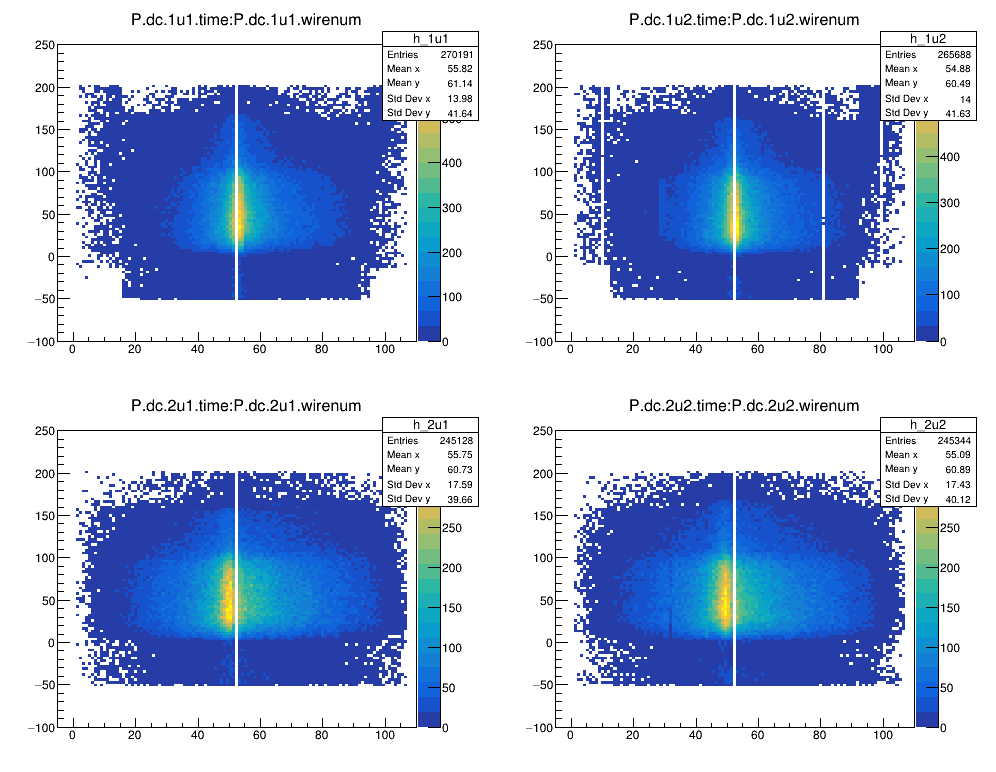 P.dc.1u1.time:P.dc.1u1.wirenum
h_1u1
Entries 270191
Mean x 55.82
Mean y 61.14
Std Dev x 13.98
Std Dev y 41.64
250
200
150
100
50
0
−50
−100
0 20 40 60 80 100
400
300
200
100
0
P.dc.1u2.time:P.dc.1u2.wirenum
h_1u2
Entries 265688
Mean x 54.88
Mean y 60.49
Std Dev x 14
Std Dev y 41.63
250
200
150
100
50
0
−50
−100
0 20 40 60 80 100
400
300
200
100
0
P.dc.2u1.time:P.dc.2u1.wirenum
h_2u1
Entries 245128
Mean x 55.75
Mean y 60.73
Std Dev x 17.59
Std Dev y 39.66
250
200
150
100
50
0
−50
−100
0 20 40 60 80 100
250
200
150
100
50
0
P.dc.2u2.time:P.dc.2u2.wirenum
h_2u2
Entries 245344
Mean x 55.09
Mean y 60.89
Std Dev x 17.43
Std Dev y 40.12
250
200
150
100
50
0
−50
−100
0 20 40 60 80 100
250
200
150
100
50
0